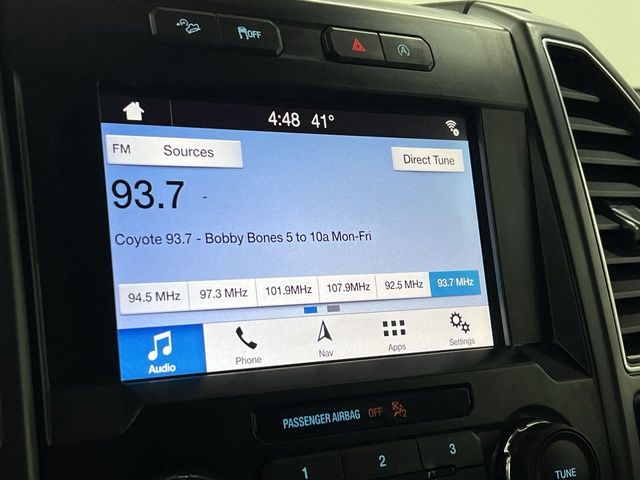 OFF
A
4:48 41°
FM Sources
Direct Tune
93.7 -
Coyote 93.7 - Bobby Bones 5 to 10a Mon-Fri
94.5 MHz 97.3 MHz 101.9MHz 107.9MHz 92.5 MHz 93.7 MHz
Audio Phone Nav Apps Settings
PASSENGER AIRBAG OFF 2
1 2 3
TUNE